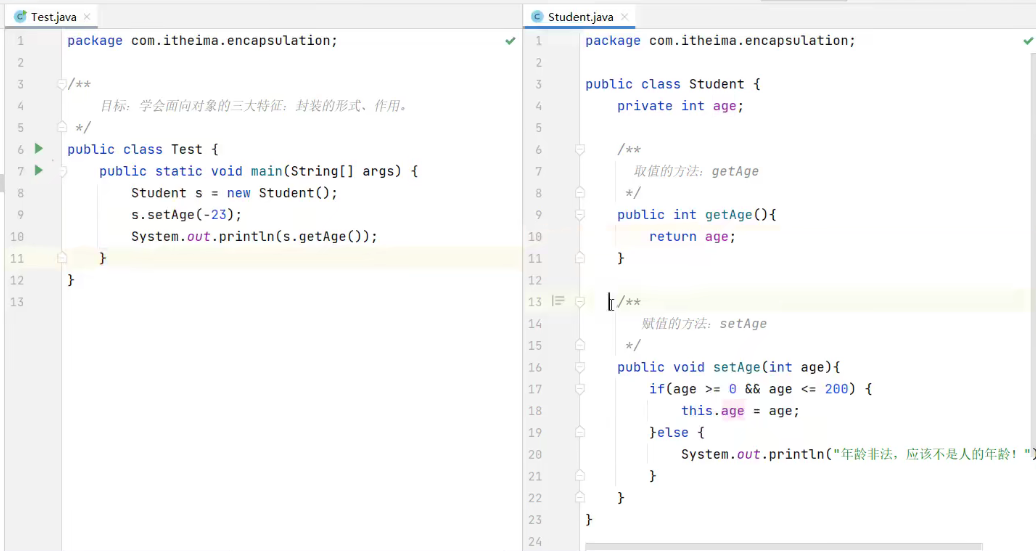 Test.java
1 package com.itheima.encapsulation;
2
3 /**
4 目标：学会面向对象的三大特征：封装的形式、作用。
5 */
6 public class Test {
7 public static void main(String[] args) {
8 Student s = new Student();
9 s.setAge(-23);
10 System.out.println(s.getAge());
11 }
12 }
13
Student.java
1 package com.itheima.encapsulation;
2
3 public class Student {
4 private int age;
5
6 /**
7 取值的方法：getAge
8 */
9 public int getAge(){
10 return age;
11 }
12
13 /**
14 赋值的方法：setAge
15 */
16 public void setAge(int age){
17 if(age >= 0 && age <= 200) {
18 this.age = age;
19 }else {
20 System.out.println("年龄非法，应该不是人的年龄！")
21 }
22 }
23 }
24